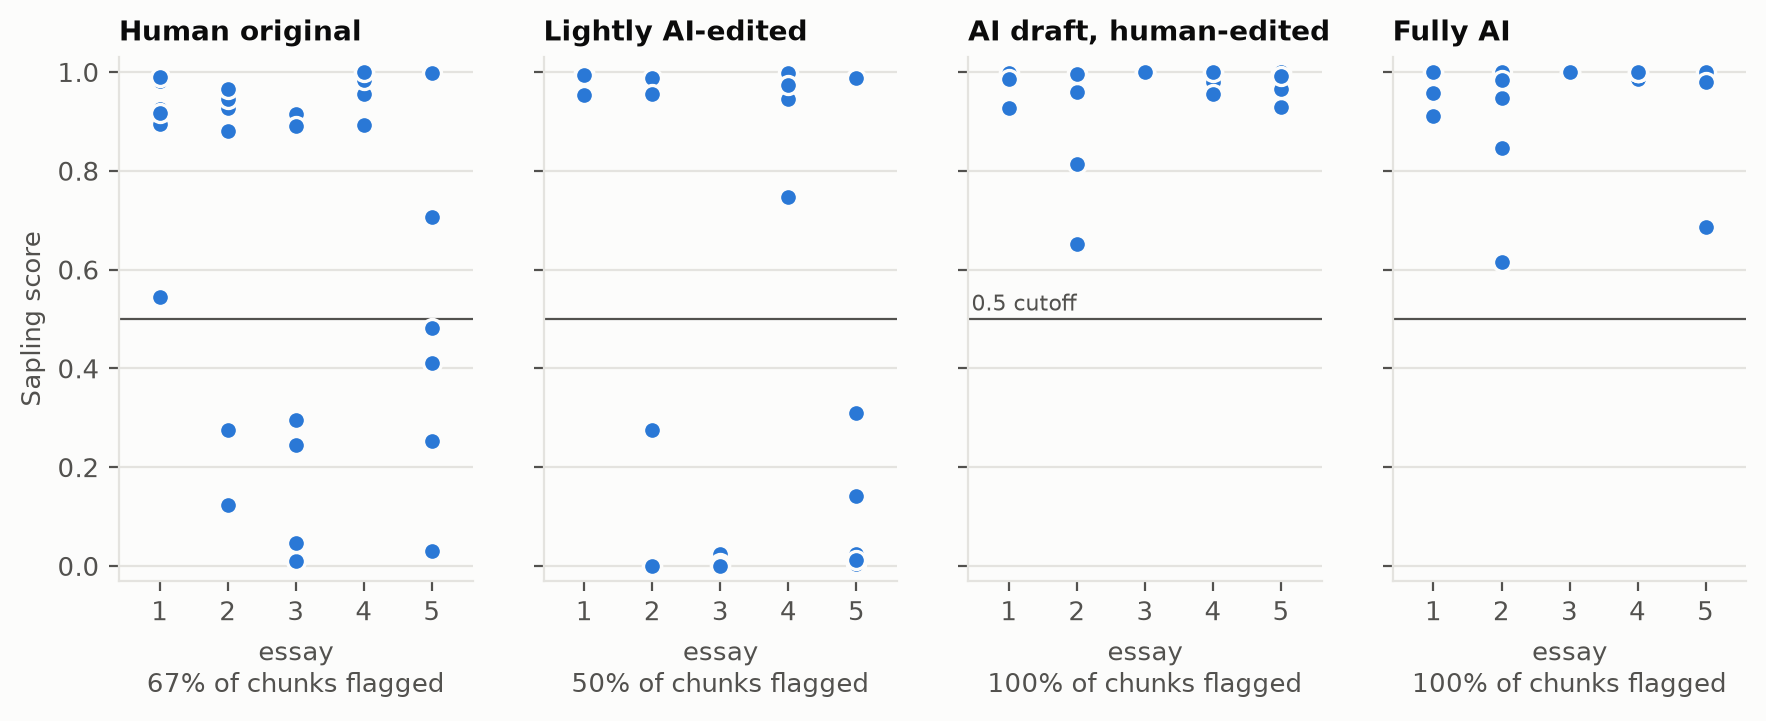 Human original
Lightly AI-edited
AI draft, human-edited
Fully AI
Sapling score
1.0
0.8
0.6
0.4
0.2
0.0
0.5 cutoff
1 2 3 4 5
1 2 3 4 5
1 2 3 4 5
1 2 3 4 5
essay
67% of chunks flagged
essay
50% of chunks flagged
essay
100% of chunks flagged
essay
100% of chunks flagged